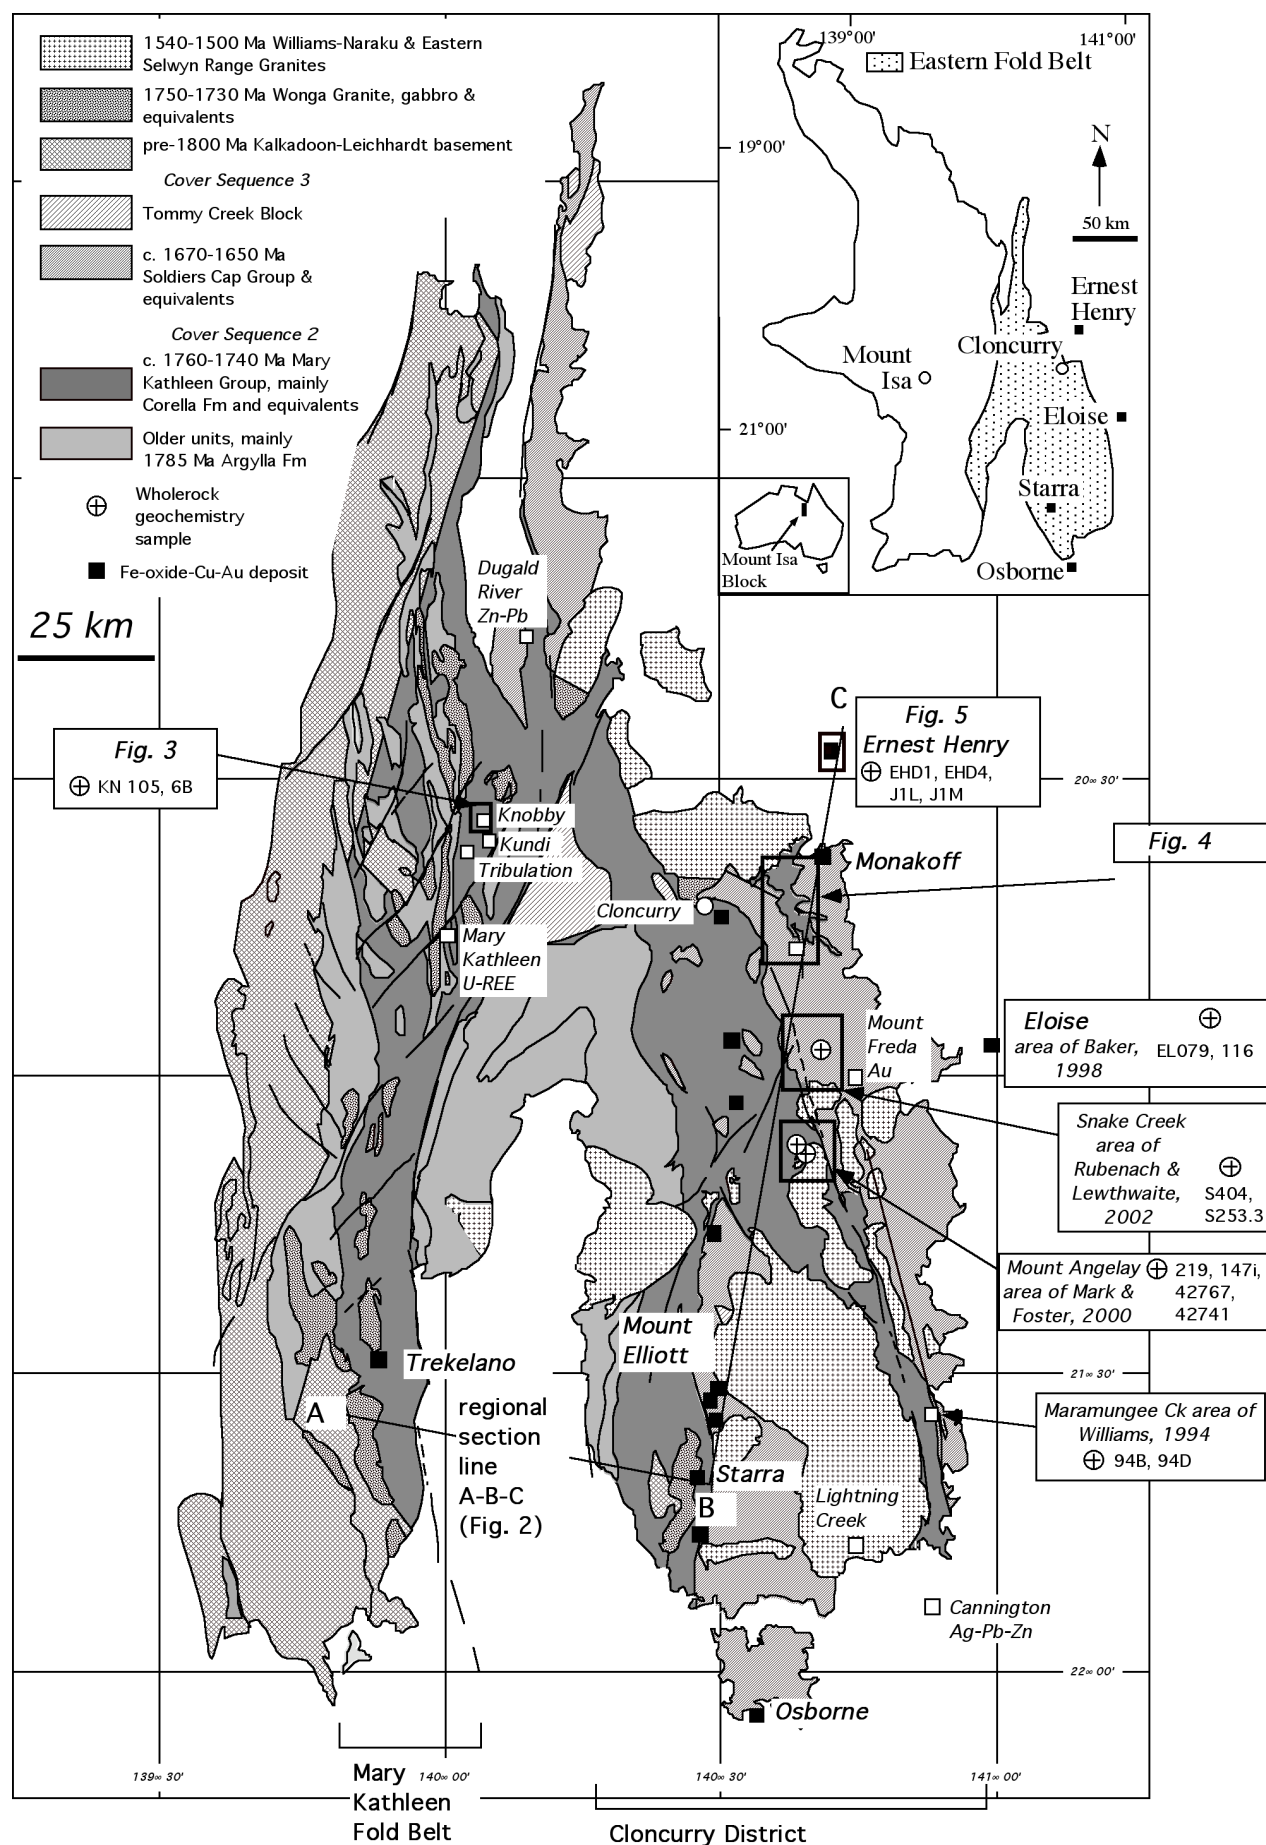 1540-1500 Ma Williams-Naraku & Eastern
Selwyn Range Granites
1750-1730 Ma Wonga Granite, gabbro &
equivalents
pre-1800 Ma Kalkadoon-Leichhardt basement
Cover Sequence 3
Tommy Creek Block
c. 1670-1650 Ma
Soldiers Cap Group &
equivalents
Cover Sequence 2
c. 1760-1740 Ma Mary
Kathleen Group, mainly
Corella Fm and equivalents
Older units, mainly
1785 Ma Argylla Fm
Wholerock
geochemistry
sample
Fe-oxide-Cu-Au deposit
25 km
139°00'
141°00'
Eastern Fold Belt
19°00'
N
50 km
Ernest
Henry
Cloncurry
Mount
Isa
Eloise
21°00'
Starra
Osborne
Mount Isa
Block
Dugald
River
Zn-Pb
C
Fig. 5
Ernest Henry
EHD1, EHD4,
J1L, J1M
Fig. 3
KN 105, 6B
20∞ 30'
Knobby
Kundi
Tribulation
Fig. 4
Monakoff
Cloncurry
Mary
Kathleen
U-REE
Mount
Freda
Au
Eloise
area of Baker,
1998
EL079, 116
Snake Creek
area of
Rubenach &
Lewthwaite,
2002
S404,
S253.3
Mount Angelay
area of Mark &
Foster, 2000
219, 147i,
42767,
42741
Mount
Elliott
Trekelano
21∞ 30'
A
regional
section
line
A-B-C
(Fig. 2)
Maramungee Ck area of
Williams, 1994
94B, 94D
Starra
B
Lightning
Creek
Cannington
Ag-Pb-Zn
22∞ 00'
Osborne
139∞ 30'
140∞ 00'
140∞ 30'
141∞ 00'
Mary
Kathleen
Fold Belt
Cloncurry District